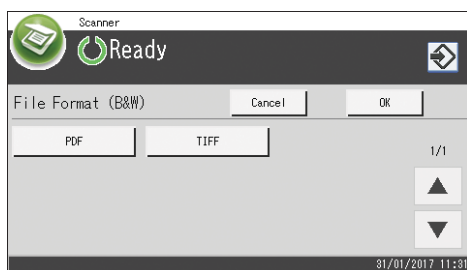 Scanner
Ready
File Format (B&W) Cancel OK
PDF TIFF
1/1
31/01/2017 11:31